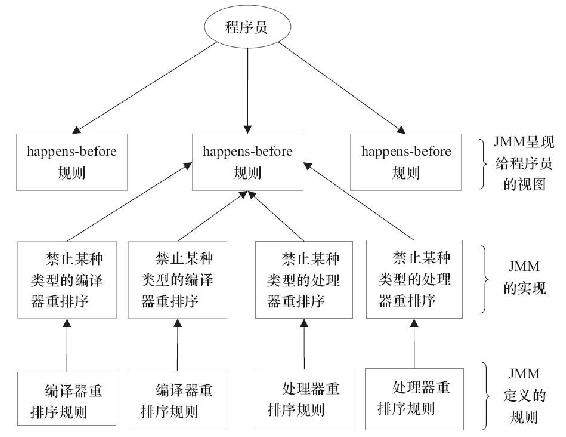 程序员
happens-before
规则
happens-before
规则
happens-before
规则
JMM呈现
给程序员
的视图
禁止某种
类型的编译
器重排序
禁止某种
类型的编译
器重排序
禁止某种
类型的处理
器重排序
禁止某种
类型的处理
器重排序
JMM
的实现
编译器重
排序规则
编译器重
排序规则
处理器重
排序规则
处理器重
排序规则
JMM
定义的
规则